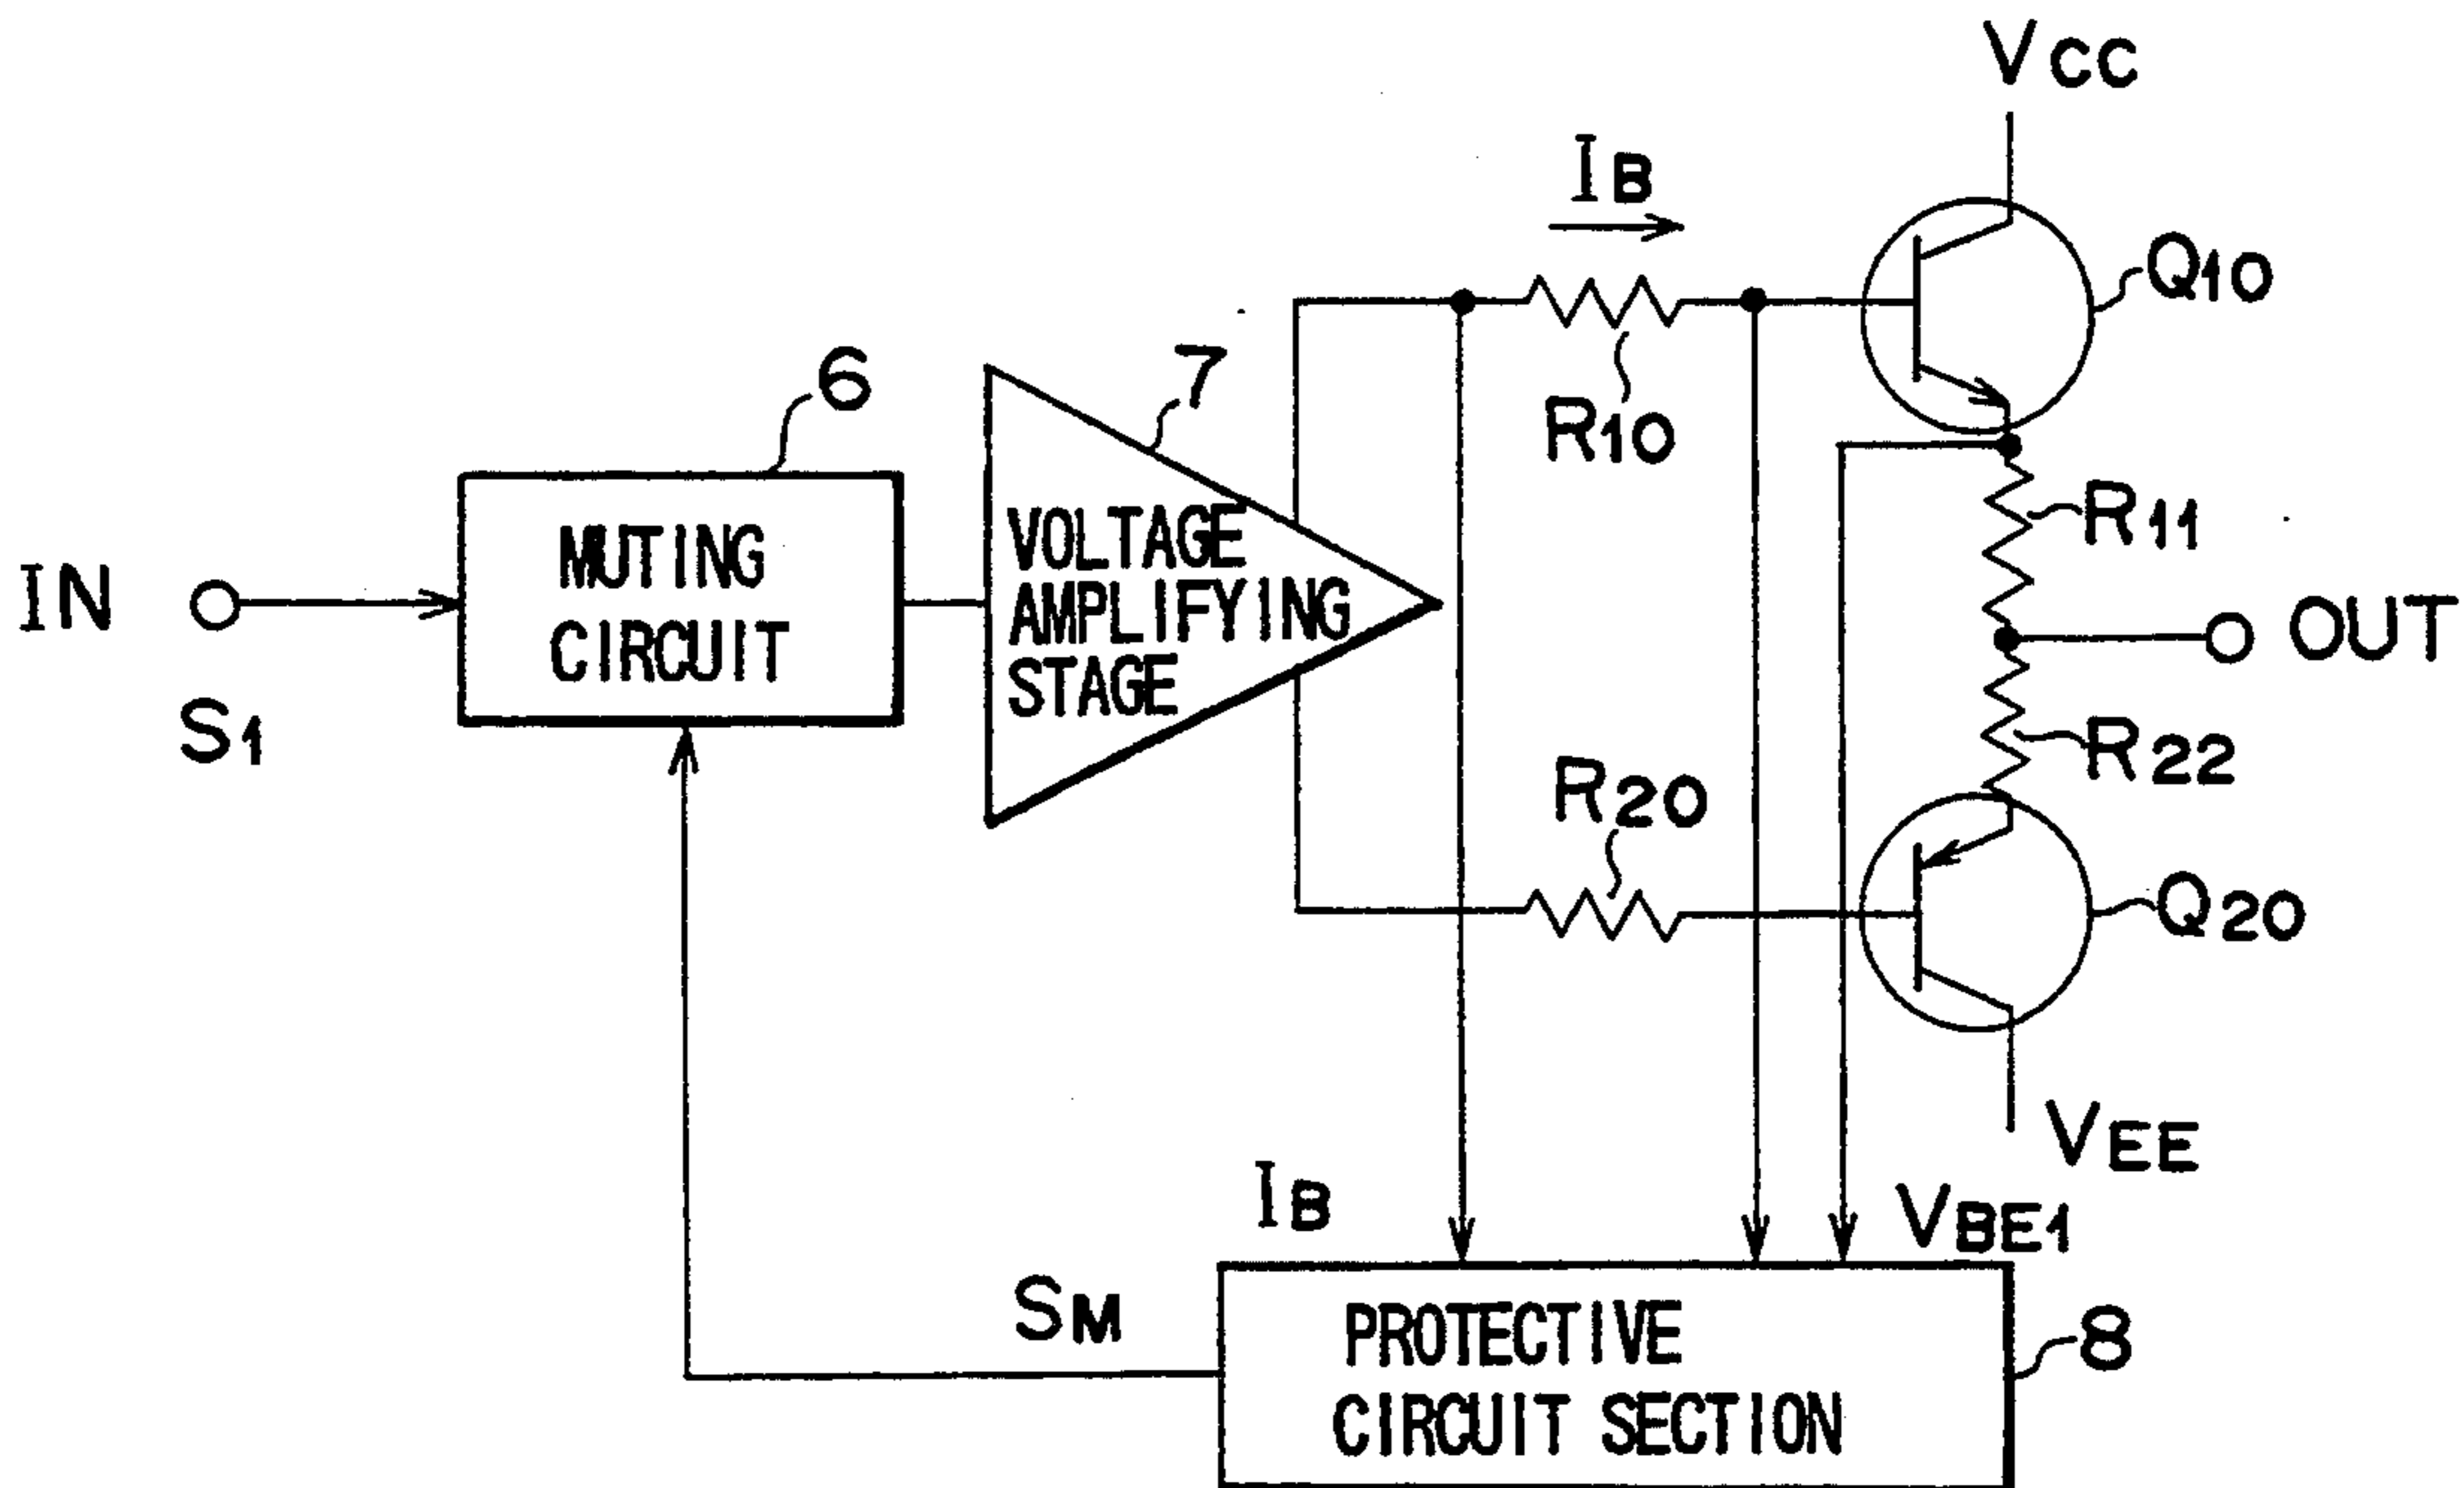 VCC
IB
Q10
6
7
R10
R11
MUTING
CIRCUIT
VOLTAGE
AMPLIFYING
STAGE
IN
OUT
S1
R22
R20
Q20
VEE
IB
VBE1
SM
PROTECTIVE
CIRCUIT SECTION
8